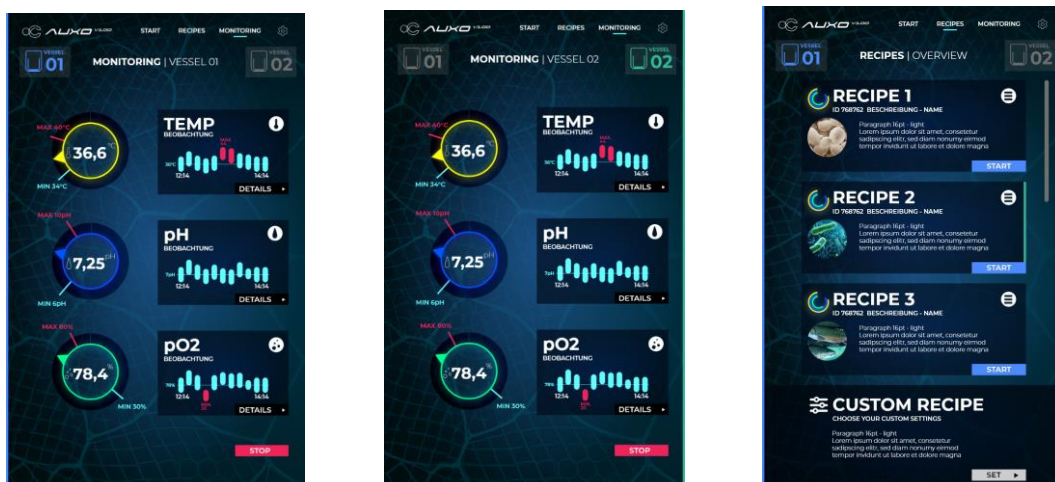 AUXO
START
RECIPES
MONITORING
VESSEL
01
MONITORING | VESSEL 01
VESSEL
02
MAX 40°C
36,6 °C
MIN 34°C
TEMP
BEOBACHTUNG
MAX.
36°C
12:14
14:14
DETAILS
MAX 10pH
7,25 pH
MIN 6pH
pH
BEOBACHTUNG
7pH
12:14
14:14
DETAILS
MAX 80%
78,4 %
MIN 30%
pO2
BEOBACHTUNG
78%
12:14
14:14
MIN.
DETAILS
STOP
AUXO
START
RECIPES
MONITORING
VESSEL
01
MONITORING | VESSEL 02
VESSEL
02
MAX 40°C
36,6 °C
MIN 34°C
TEMP
BEOBACHTUNG
MAX.
36°C
12:14
14:14
DETAILS
MAX 10pH
7,25 pH
MIN 6pH
pH
BEOBACHTUNG
7pH
12:14
14:14
DETAILS
MAX 80%
78,4 %
MIN 30%
pO2
BEOBACHTUNG
78%
12:14
14:14
MIN.
DETAILS
STOP
AUXO
START
RECIPES
MONITORING
VESSEL
01
RECIPES | OVERVIEW
VESSEL
02
RECIPE 1
ID 768762 BESCHREIBUNG - NAME
Paragraph 16pt - light
Lorem ipsum dolor sit amet, consetetur
sadipscing elitr, sed diam nonumy eirmod
tempor invidunt ut labore et dolore magna
START
RECIPE 2
ID 768762 BESCHREIBUNG - NAME
Paragraph 16pt - light
Lorem ipsum dolor sit amet, consetetur
sadipscing elitr, sed diam nonumy eirmod
tempor invidunt ut labore et dolore magna
START
RECIPE 3
ID 768762 BESCHREIBUNG - NAME
Paragraph 16pt - light
Lorem ipsum dolor sit amet, consetetur
sadipscing elitr, sed diam nonumy eirmod
tempor invidunt ut labore et dolore magna
START
CUSTOM RECIPE
CHOOSE YOUR CUSTOM SETTINGS
Paragraph 16pt - light
Lorem ipsum dolor sit amet, consetetur
sadipscing elitr, sed diam nonumy eirmod
tempor invidunt ut labore et dolore magna
SET